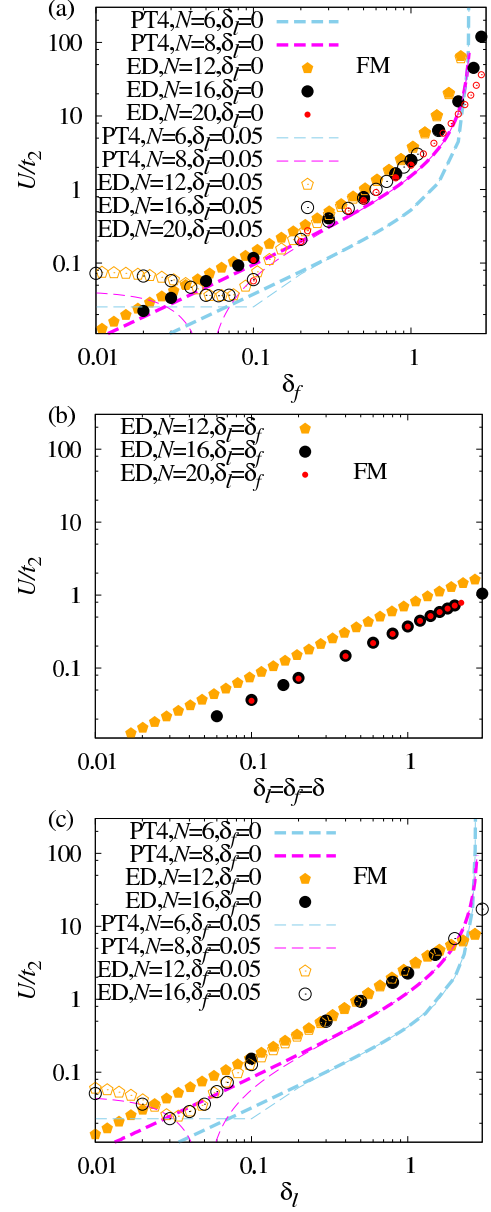 (a)
PT4,N=6,δl=0
PT4,N=8,δl=0
ED,N=12,δl=0
FM
ED,N=16,δl=0
ED,N=20,δl=0
PT4,N=6,δl=0.05
PT4,N=8,δl=0.05
ED,N=12,δl=0.05
ED,N=16,δl=0.05
ED,N=20,δl=0.05
100
10
1
0.1
U/t2
0.01
0.1
1
δf
(b)
ED,N=12,δl=δf
ED,N=16,δl=δf
ED,N=20,δl=δf
FM
100
10
1
0.1
U/t2
0.01
0.1
1
δl=δf=δ
(c)
PT4,N=6,δf=0
PT4,N=8,δf=0
ED,N=12,δf=0
FM
ED,N=16,δf=0
PT4,N=6,δf=0.05
PT4,N=8,δf=0.05
ED,N=12,δf=0.05
ED,N=16,δf=0.05
100
10
1
0.1
U/t2
0.01
0.1
1
δl